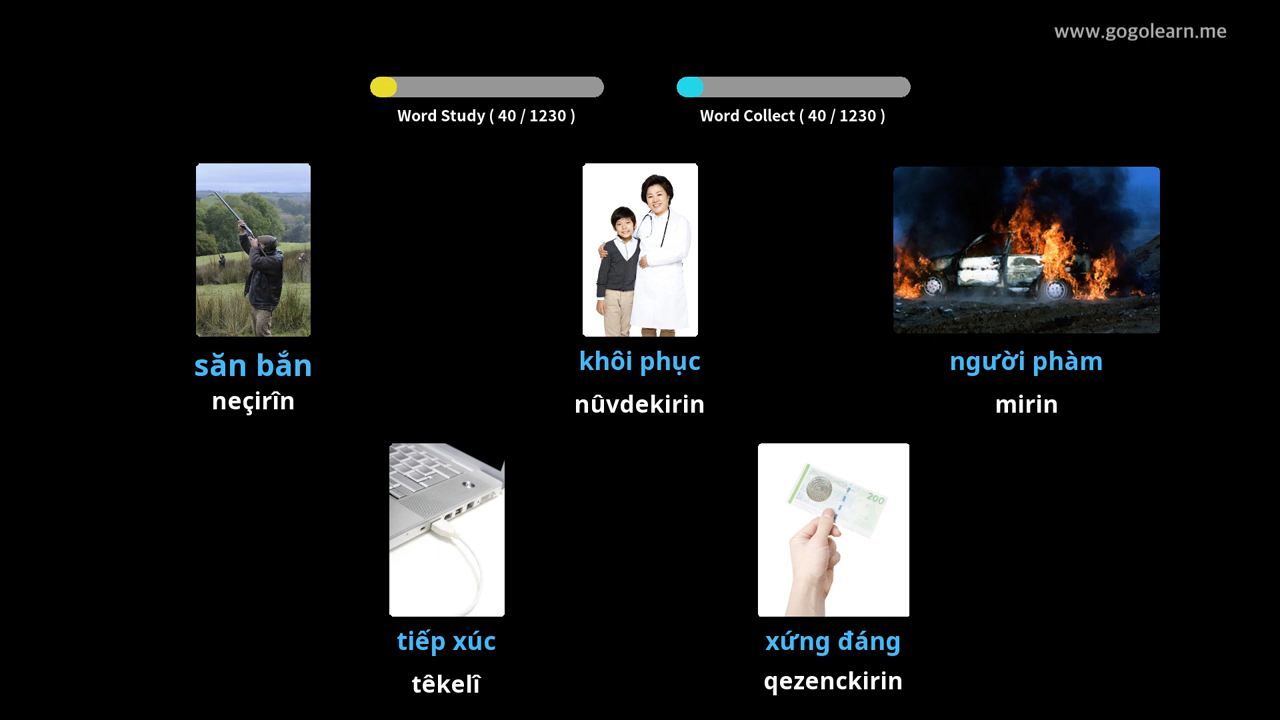 www.gogolearn.me
Word Study ( 40 / 1230 )
Word Collect ( 40 / 1230 )
săn bắn
neçirîn
khôi phục
nûvdekirin
người phàm
mirin
tiếp xúc
têkelî
xứng đáng
qezenckirin
200